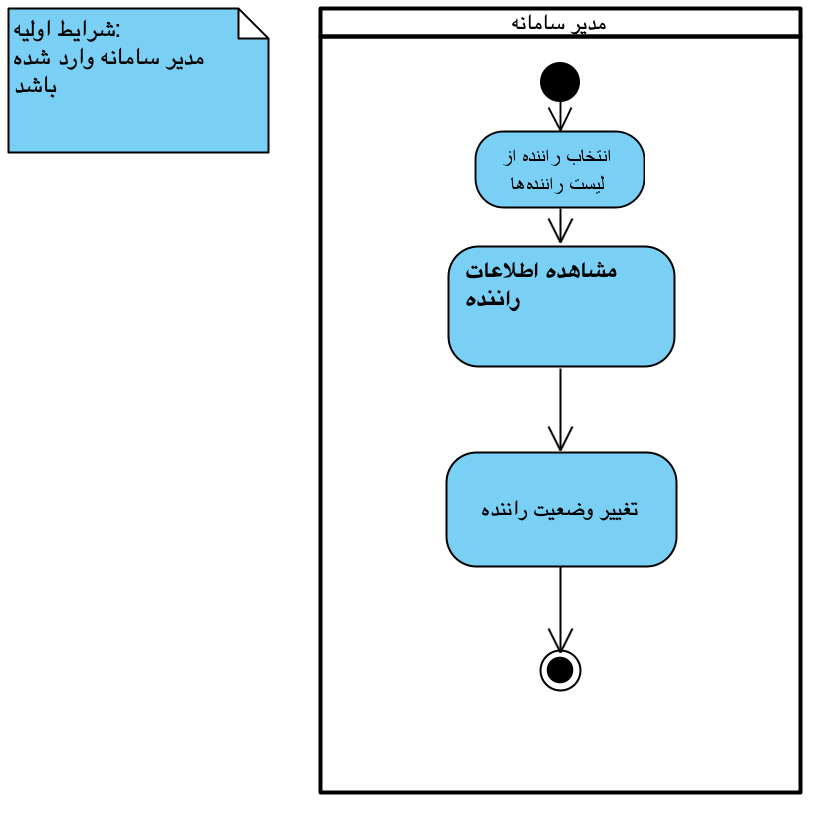 شرایط اولیه:
مدیر سامانه وارد شده
باشد
مدیر سامانه
انتخاب راننده از
لیست راننده‌ها
مشاهده اطلاعات
راننده
تغییر وضعیت راننده